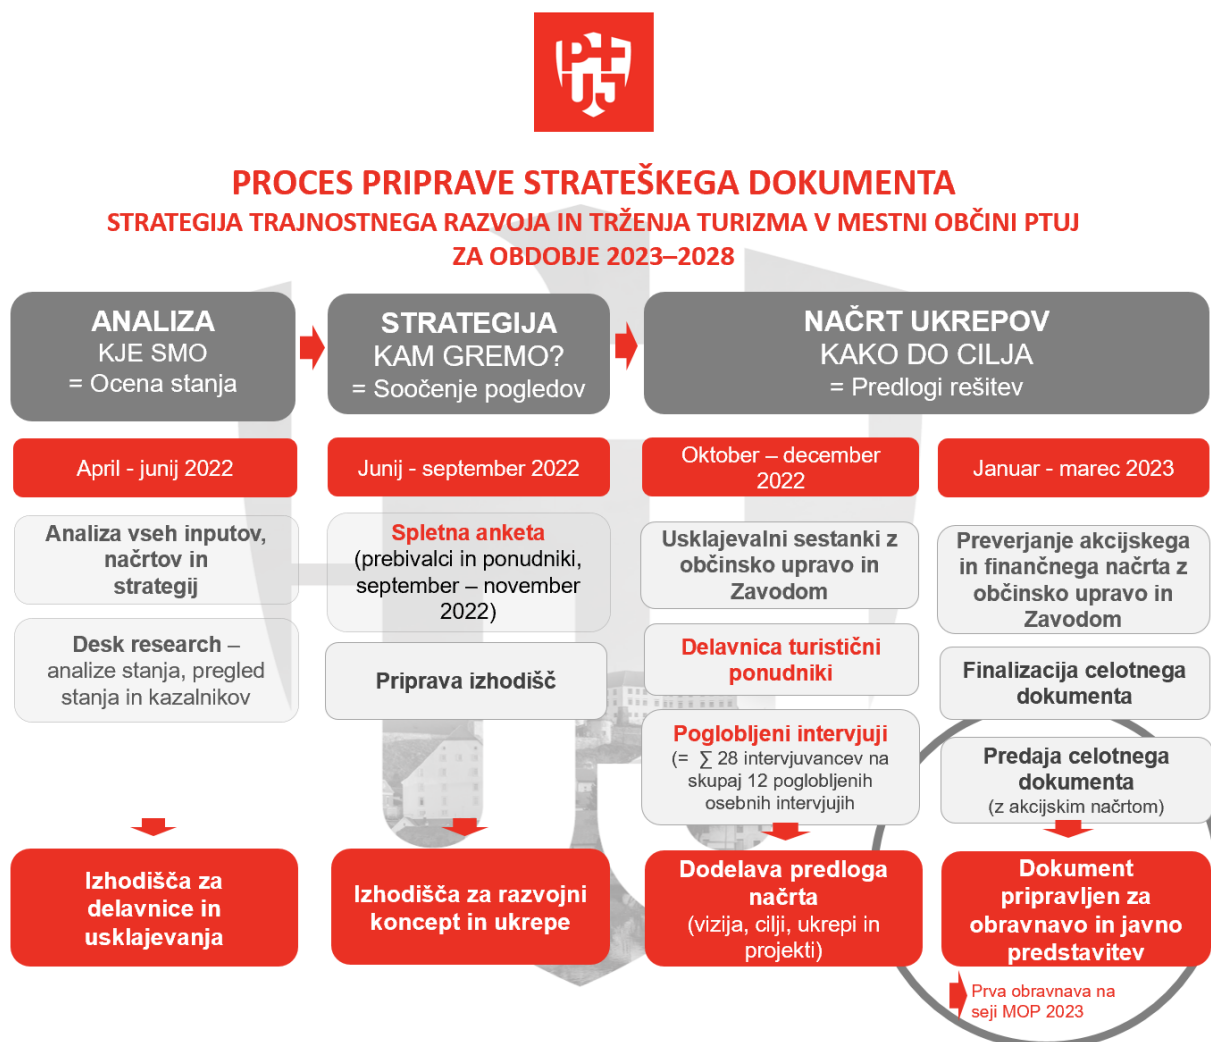 PTUJ
PROCES PRIPRAVE STRATEŠKEGA DOKUMENTA
STRATEGIJA TRAJNOSTNEGA RAZVOJA IN TRŽENJA TURIZMA V MESTNI OBČINI PTUJ
ZA OBDOBJE 2023–2028
ANALIZA
KJE SMO
= Ocena stanja
STRATEGIJA
KAM GREMO?
= Soočenje pogledov
NAČRT UKREPOV
KAKO DO CILJA
= Predlogi rešitev
April - junij 2022
Junij - september 2022
Oktober – december
2022
Januar - marec 2023
Analiza vseh inputov,
načrtov in
strategij
Desk research –
analize stanja, pregled
stanja in kazalnikov
Spletna anketa
(prebivalci in ponudniki,
september – november
2022)
Priprava izhodišč
Usklajevalni sestanki z
občinsko upravo in
Zavodom
Delavnica turistični
ponudniki
Poglobljeni intervjuji
(= ∑ 28 intervjuvancev na
skupaj 12 poglobljenih
osebnih intervjujih
Preverjanje akcijskega
in finančnega načrta z
občinsko upravo in
Zavodom
Finalizacija celotnega
dokumenta
Predaja celotnega
dokumenta
(z akcijskim načrtom)
Izhodišča za
delavnice in
usklajevanja
Izhodišča za razvojni
koncept in ukrepe
Dodelava predloga
načrta
(vizija, cilji, ukrepi in
projekti)
Dokument
pripravljen za
obravnavo in javno
predstavitev
Prva obravnava na
seji MOP 2023